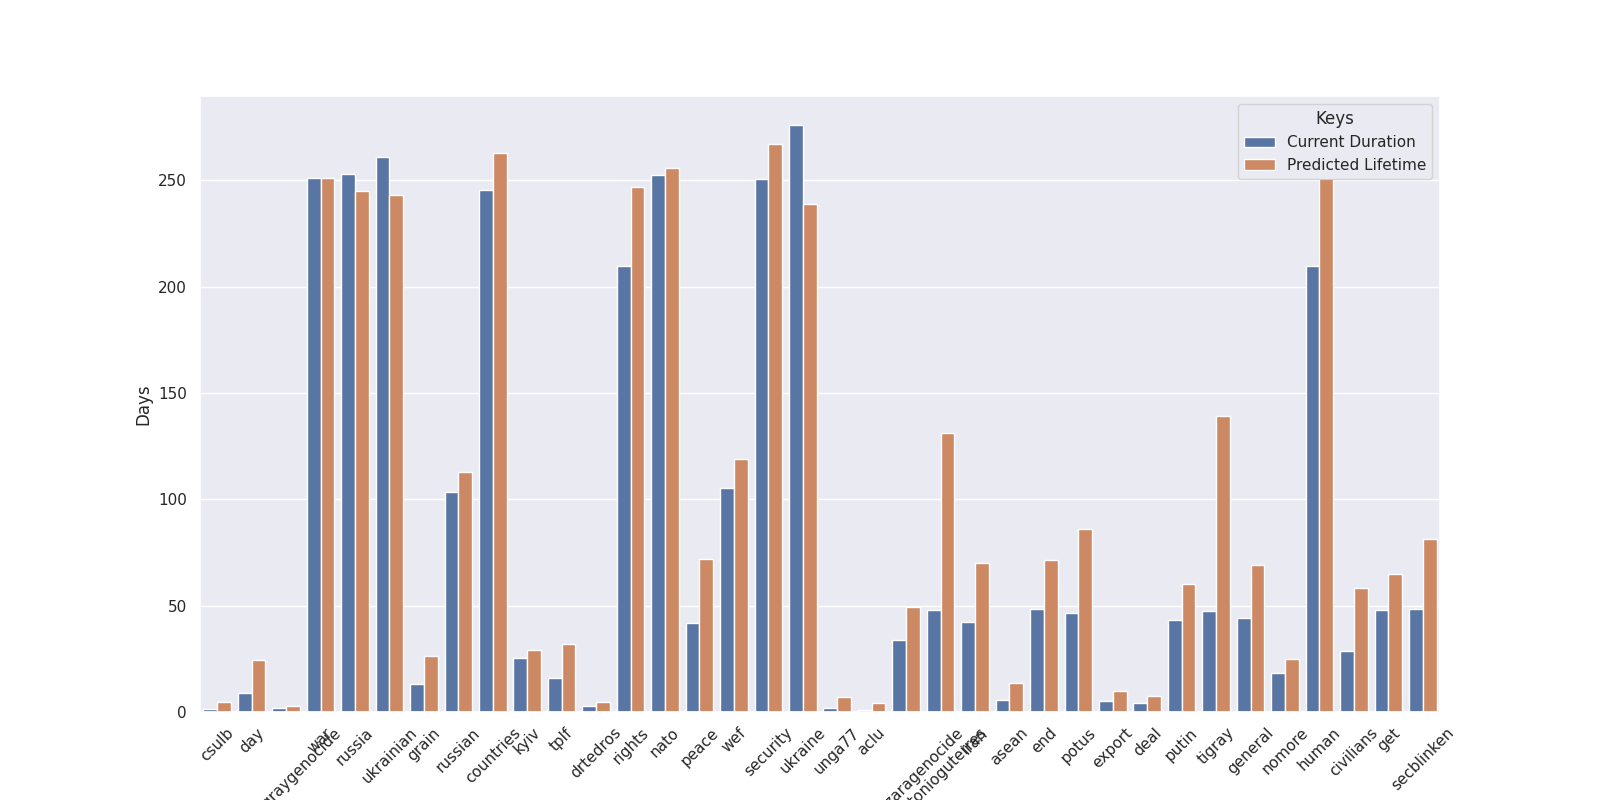 Keys
Current Duration
Predicted Lifetime
250
200
150
100
50
0
Days
csulb
day
war
russia
ukrainian
grain
russian
countries
kyiv
tplf
drtedros
rights
nato
peace
wef
security
ukraine
unga77
aclu
iran
asean
end
potus
export
deal
putin
tigray
general
nomore
human
civilians
get
secblinken